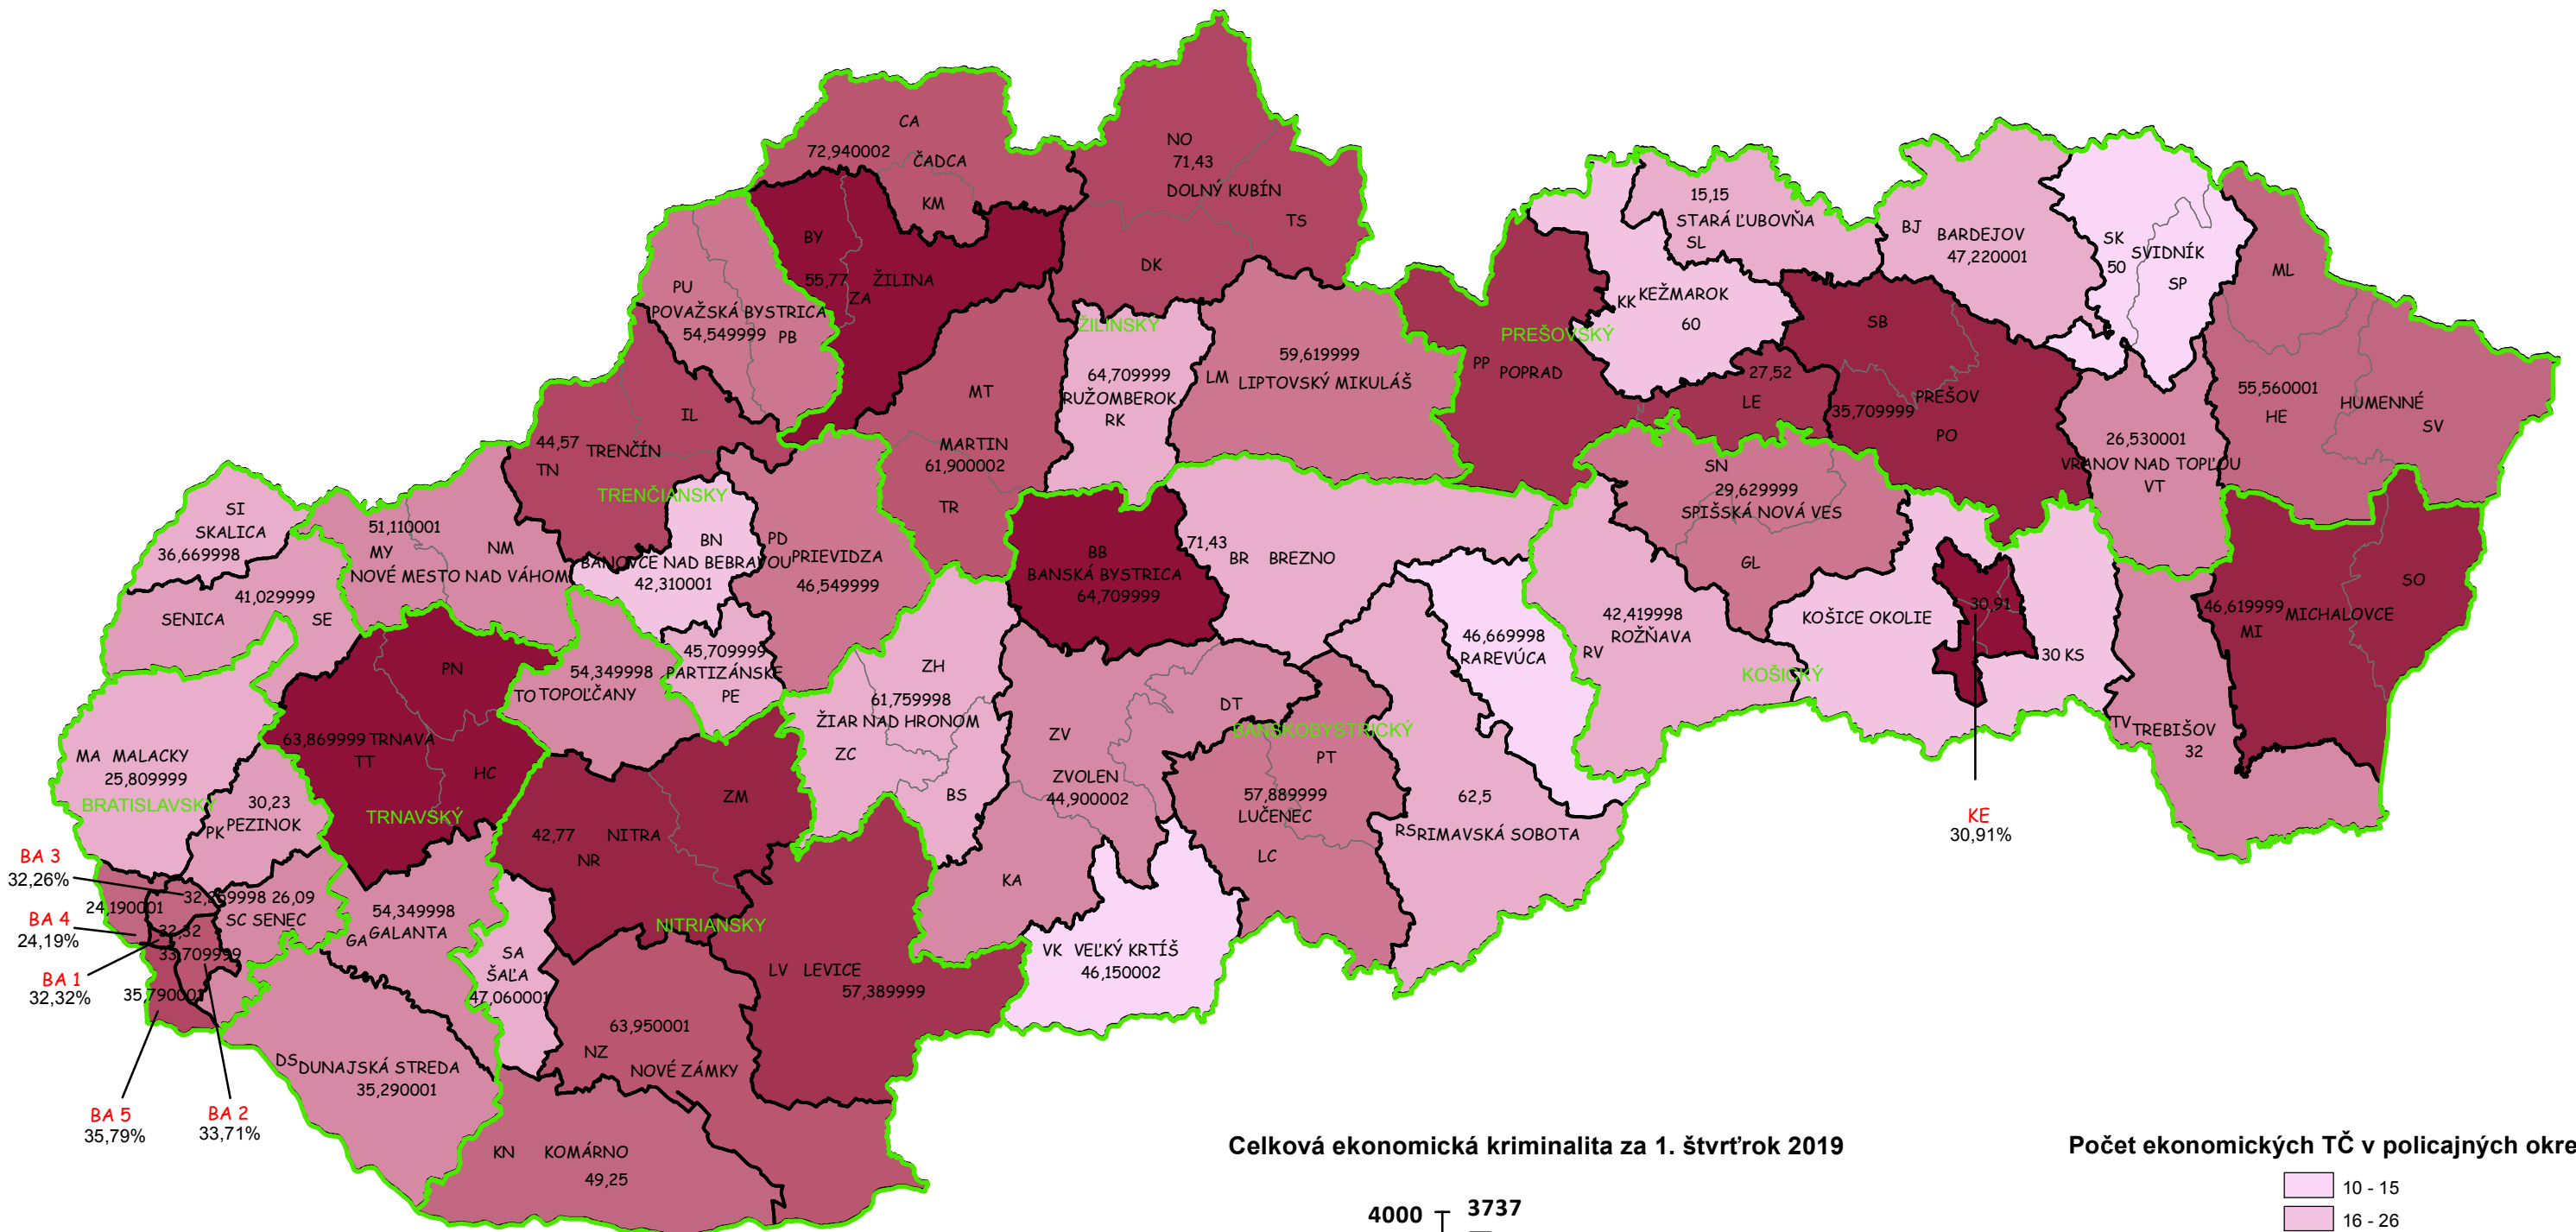 CA
72,940002
ČADCA
KM
NO
71,43
DOLNÝ KUBÍN
TS
DK
BY
55,77
ŽILINA
ZA
PU
POVAŽSKÁ BYSTRICA
54,549999
PB
ŽILINSKÝ
MT
MARTIN
61,900002
TR
64,709999
RUŽOMBEROK
RK
59,619999
LM
LIPTOVSKÝ MIKULÁŠ
15,15
STARÁ ĽUBOVŇA
SL
KK
KEŽMAROK
60
PREŠOVSKÝ
PP
POPRAD
27,52
LE
BJ
BARDEJOV
47,220001
SK
SVIDNÍK
50
SP
SB
PREŠOV
35,709999
PO
ML
55,560001
HUMENNÉ
HE
SV
26,530001
VRANOV NAD TOPĽOU
VT
IL
44,57
TRENČÍN
TN
TRENČIANSKY
SI
SKALICA
36,669998
51,110001
MY
NM
NOVÉ MESTO NAD VÁHOM
BN
BÁNOVCE NAD BEBRAVOU
42,310001
PD
PRIEVIDZA
46,549999
BB
BANSKÁ BYSTRICA
64,709999
71,43
BR
BREZNO
SN
29,629999
SPIŠSKÁ NOVÁ VES
GL
41,029999
SENICA
SE
45,709999
PARTIZÁNSKE
PE
54,349998
TO
TOPOĽČANY
ZH
61,759998
ŽIAR NAD HRONOM
ZC
BS
46,669998
RAREVÚCA
42,419998
ROŽŇAVA
RV
KOŠICE OKOLIE
30,91
30 KS
KOŠICKÝ
46,619999
MICHALOVCE
MI
SO
TV
TREBIŠOV
32
KE
30,91%
PN
63,869999
TRNAVA
TT
HC
TRNAVSKÝ
MA
MALACKY
25,809999
BRATISLAVSKÝ
30,23
PK
PEZINOK
ZM
42,77
NITRA
NR
NITRIANSKY
DT
ZV
ZVOLEN
44,900002
KA
BANSKOBYSTRICKÝ
PT
57,889999
LUČENEC
LC
62,5
RS
RIMAVSKÁ SOBOTA
BA 3
32,26%
26,09
SC
SENEC
24,190001
BA 4
24,19%
32,32
33,709999
BA 1
32,32%
BA 5
35,79%
BA 2
33,71%
54,349998
GA
GALANTA
SA
ŠAĽA
47,060001
LV
LEVICE
57,389999
VK
VEĽKÝ KRTÍŠ
46,150002
63,950001
NZ
NOVÉ ZÁMKY
DS
DUNAJSKÁ STREDA
35,290001
KN
KOMÁRNO
49,25
Celková ekonomická kriminalita za 1. štvrťrok 2019
4000
3737
Počet ekonomických TČ v policajných okre
10 - 15
16 - 26